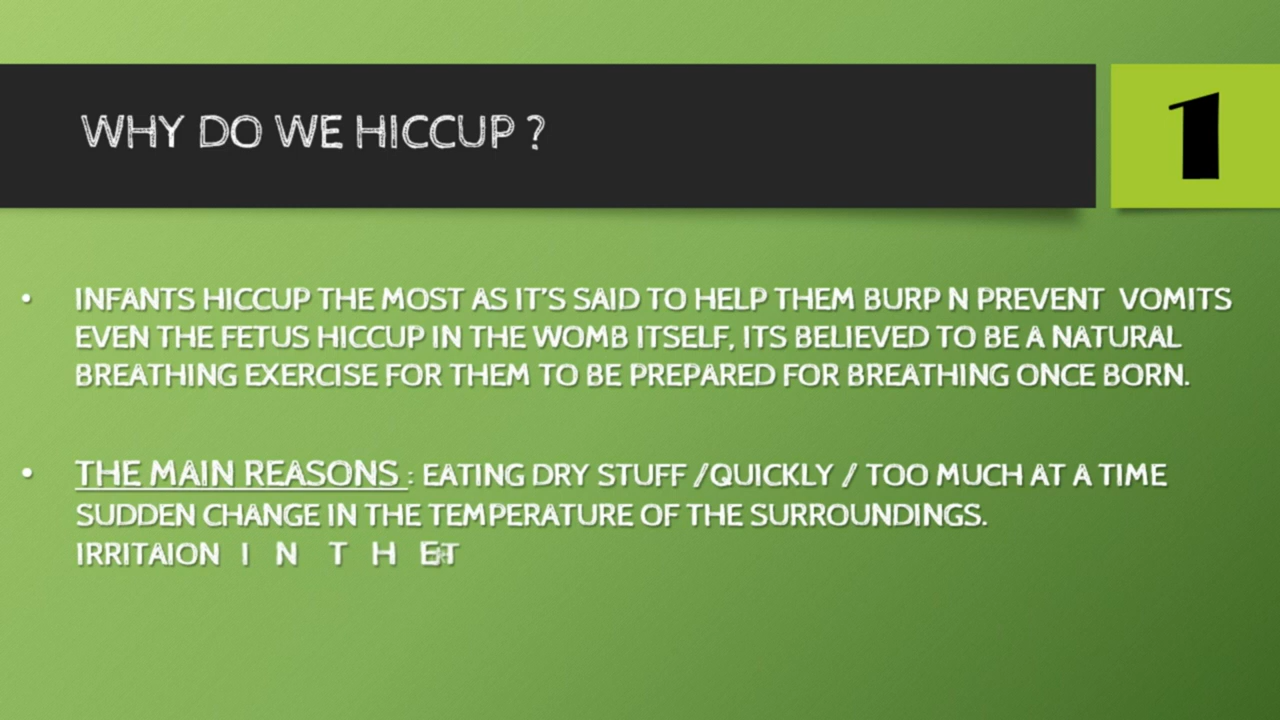 WHY DO WE HICCUP ?
1
• INFANTS HICCUP THE MOST AS IT'S SAID TO HELP THEM BURP N PREVENT VOMITS
EVEN THE FETUS HICCUP IN THE WOMB ITSELF, ITS BELIEVED TO BE A NATURAL
BREATHING EXERCISE FOR THEM TO BE PREPARED FOR BREATHING ONCE BORN.
• THE MAIN REASONS : EATING DRY STUFF /QUICKLY / TOO MUCH AT A TIME
SUDDEN CHANGE IN THE TEMPERATURE OF THE SURROUNDINGS.
IRRITAION I N T H E